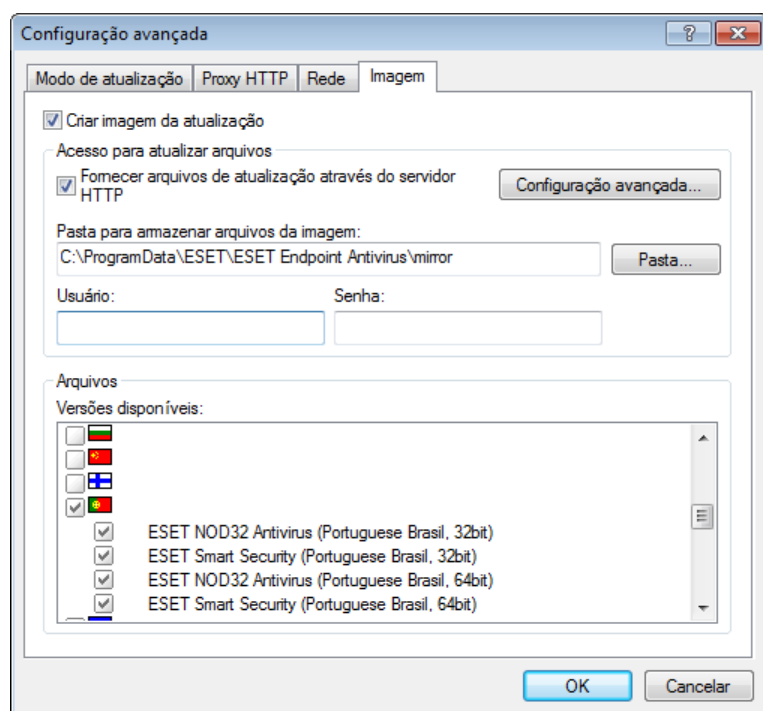 Configuração avançada
Modo de atualização
Proxy HTTP
Rede
Imagem
Criar imagem da atualização
Acesso para atualizar arquivos
Fornecer arquivos de atualização através do servidor
HTTP
Configuração avançada...
Pasta para armazenar arquivos da imagem:
C:\ProgramData\ESET\ESET Endpoint Antivirus\mirror
Pasta...
Usuário:
Senha:
Arquivos
Versões disponíveis:
ESET NOD32 Antivirus (Portuguese Brasil, 32bit)
ESET Smart Security (Portuguese Brasil, 32bit)
ESET NOD32 Antivirus (Portuguese Brasil, 64bit)
ESET Smart Security (Portuguese Brasil, 64bit)
OK
Cancelar